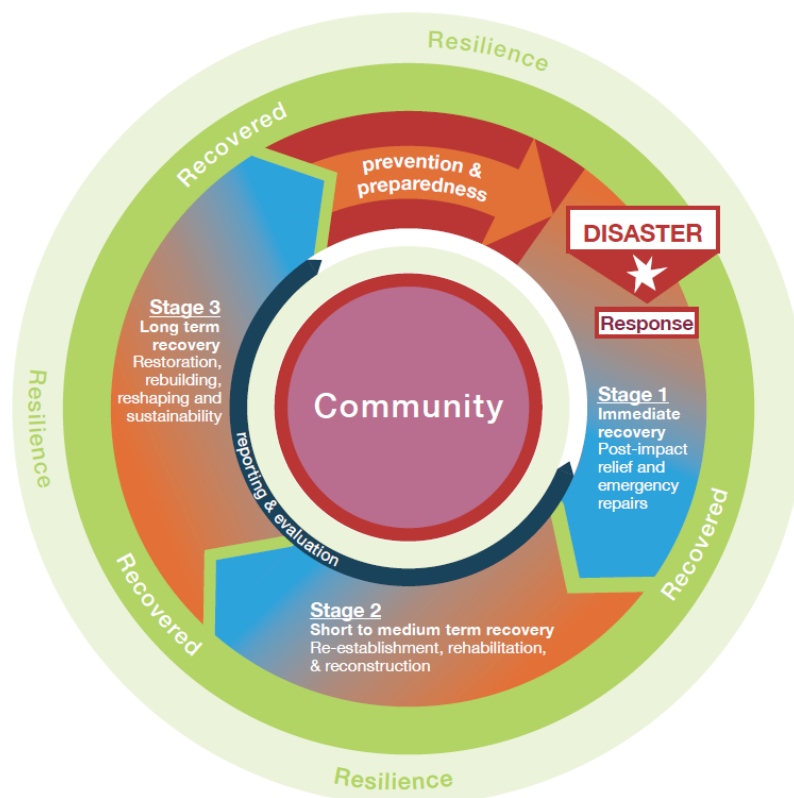 Resilience
Recovered
prevention &
preparedness
DISASTER
Response
Stage 1
Immediate
recovery
Post-impact
relief and
emergency
repairs
Recovered
Stage 2
Short to medium term recovery
Re-establishment, rehabilitation,
& reconstruction
Recovered
Stage 3
Long term
recovery
Restoration,
rebuilding,
reshaping and
sustainability
reporting & evaluation
Community
Resilience
Resilience